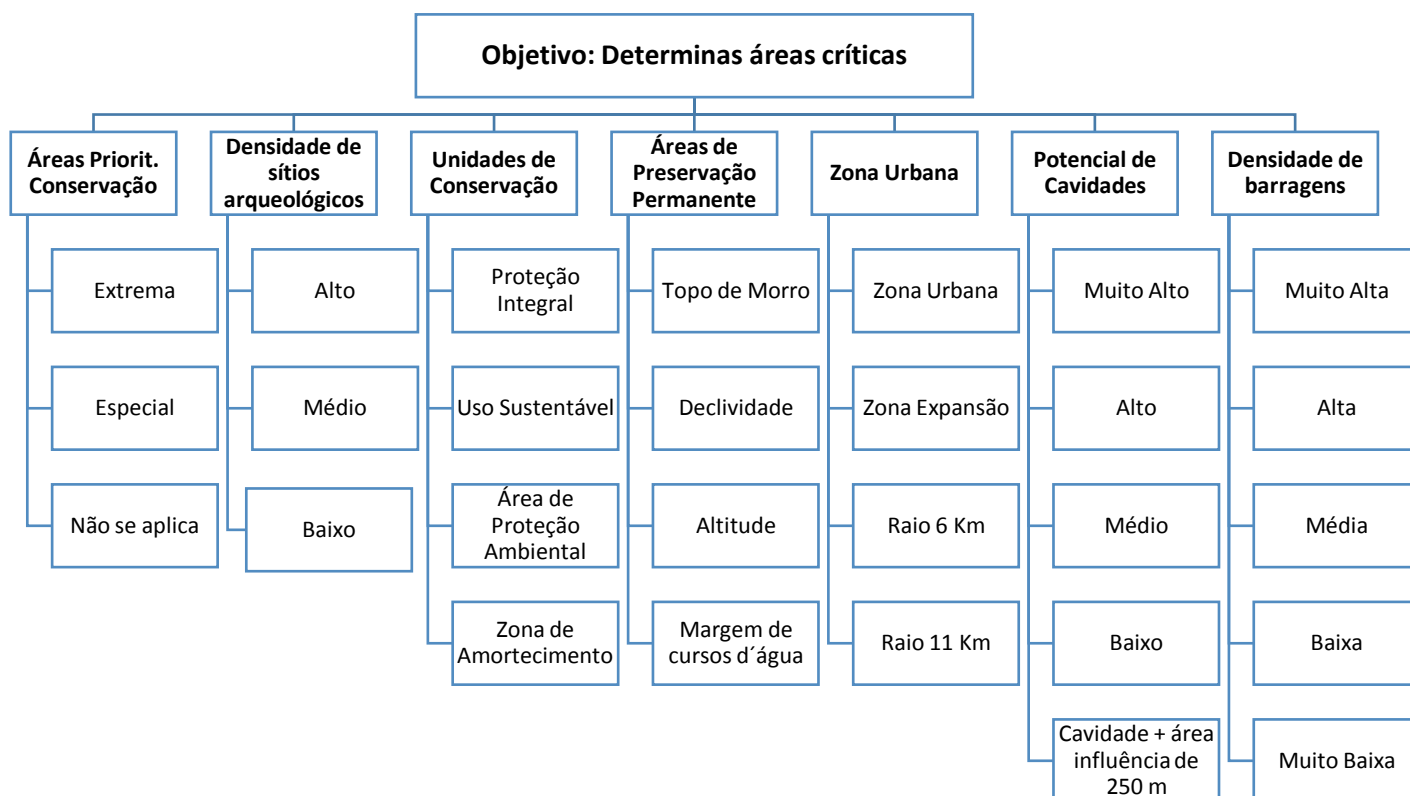 Objetivo: Determinas áreas críticas
Áreas Priorit.
Conservação
Densidade de
sítios
arqueológicos
Unidades de
Conservação
Áreas de
Preservação
Permanente
Zona Urbana
Potencial de
Cavidades
Densidade de
barragens
Extrema
Alto
Proteção
Integral
Topo de Morro
Zona Urbana
Muito Alto
Muito Alta
Especial
Médio
Uso Sustentável
Declividade
Zona Expansão
Alto
Alta
Não se aplica
Baixo
Área de
Proteção
Ambiental
Altitude
Raio 6 Km
Médio
Média
Zona de
Amortecimento
Margem de
cursos d´água
Raio 11 Km
Baixo
Baixa
Cavidade + área
influência de
250 m
Muito Baixa